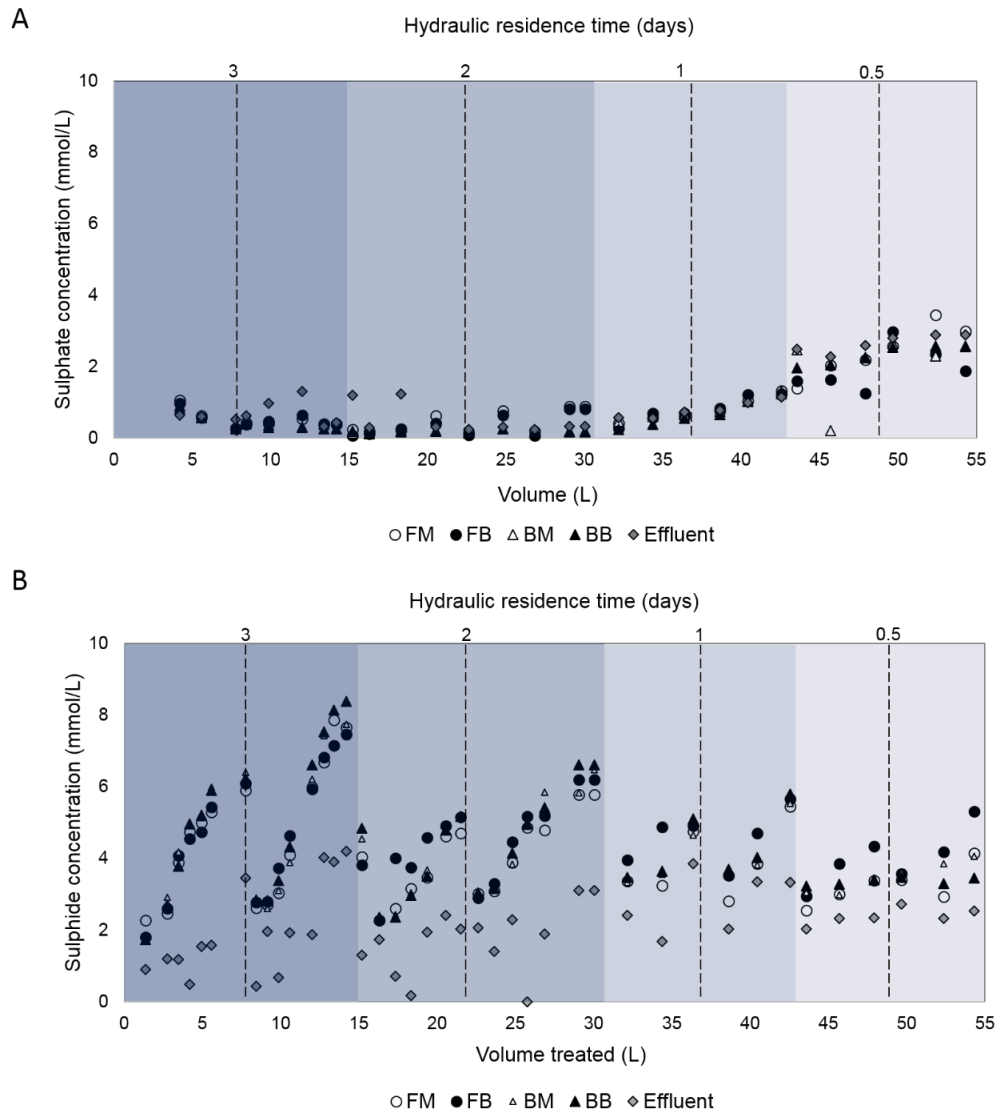 A
Hydraulic residence time (days)
3 2 1 0.5
10
8
6
4
2
0
Sulphate concentration (mmol/L)
0 5 10 15 20 25 30 35 40 45 50 55
Volume (L)
FM FB BM BB Effluent
B
Hydraulic residence time (days)
3 2 1 0.5
10
8
6
4
2
0
Sulphide concentration (mmol/L)
0 5 10 15 20 25 30 35 40 45 50 55
Volume treated (L)
FM FB BM BB Effluent